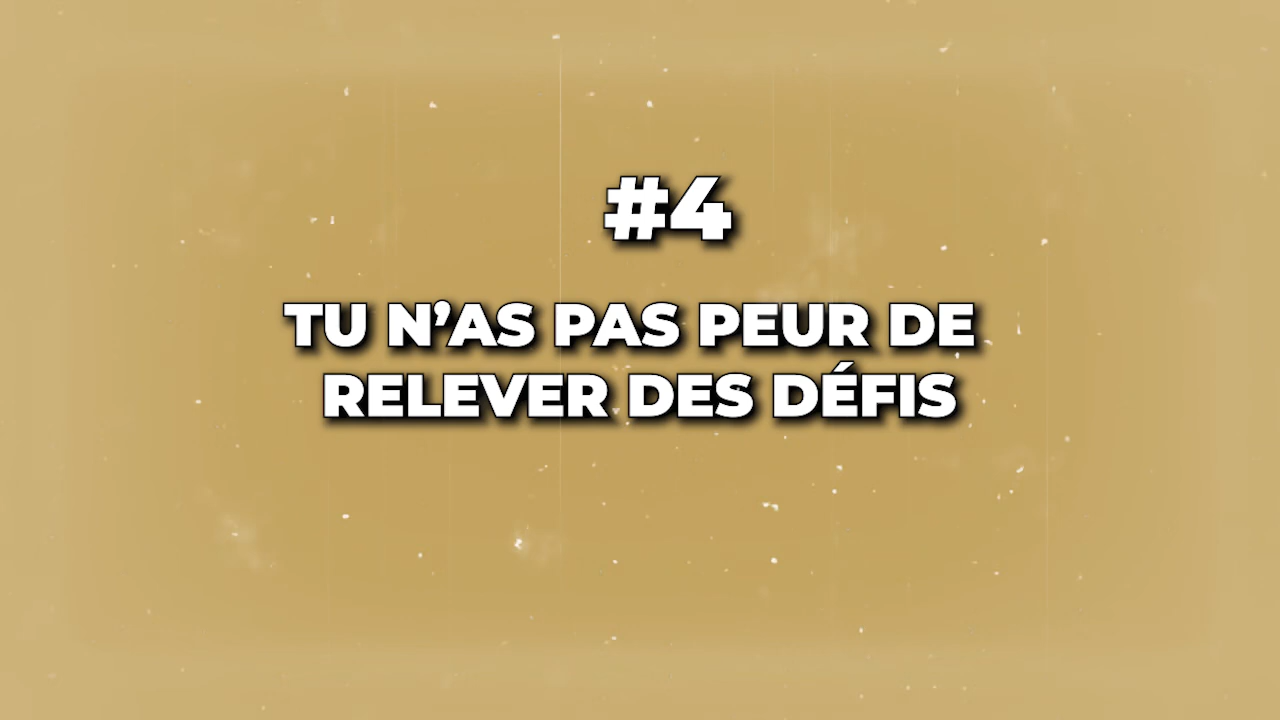 #4
TU N’AS PAS PEUR DE
RELEVER DES DÉFIS